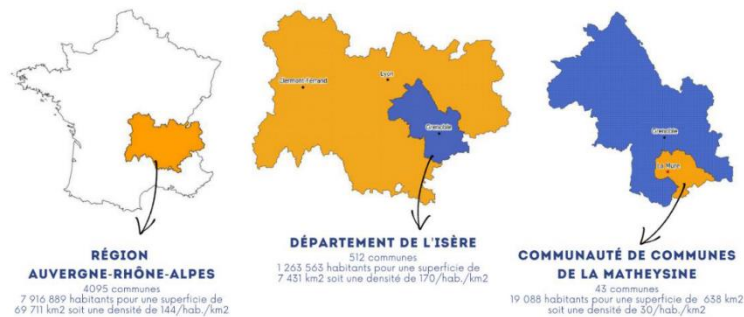 Clermont-Ferrand
Lyon
Grenoble
Grenoble
La Mure
RÉGION
AUVERGNE-RHÔNE-ALPES
4095 communes
7 916 889 habitants pour une superficie de
69 711 km2 soit une densité de 144/hab./km2
DÉPARTEMENT DE L'ISÈRE
512 communes
1 263 563 habitants pour une superficie de
7 431 km2 soit une densité de 170/hab./km2
COMMUNAUTÉ DE COMMUNES
DE LA MATHEYSINE
43 communes
19 088 habitants pour une superficie de 638 km2
soit une densité de 30/hab./km2